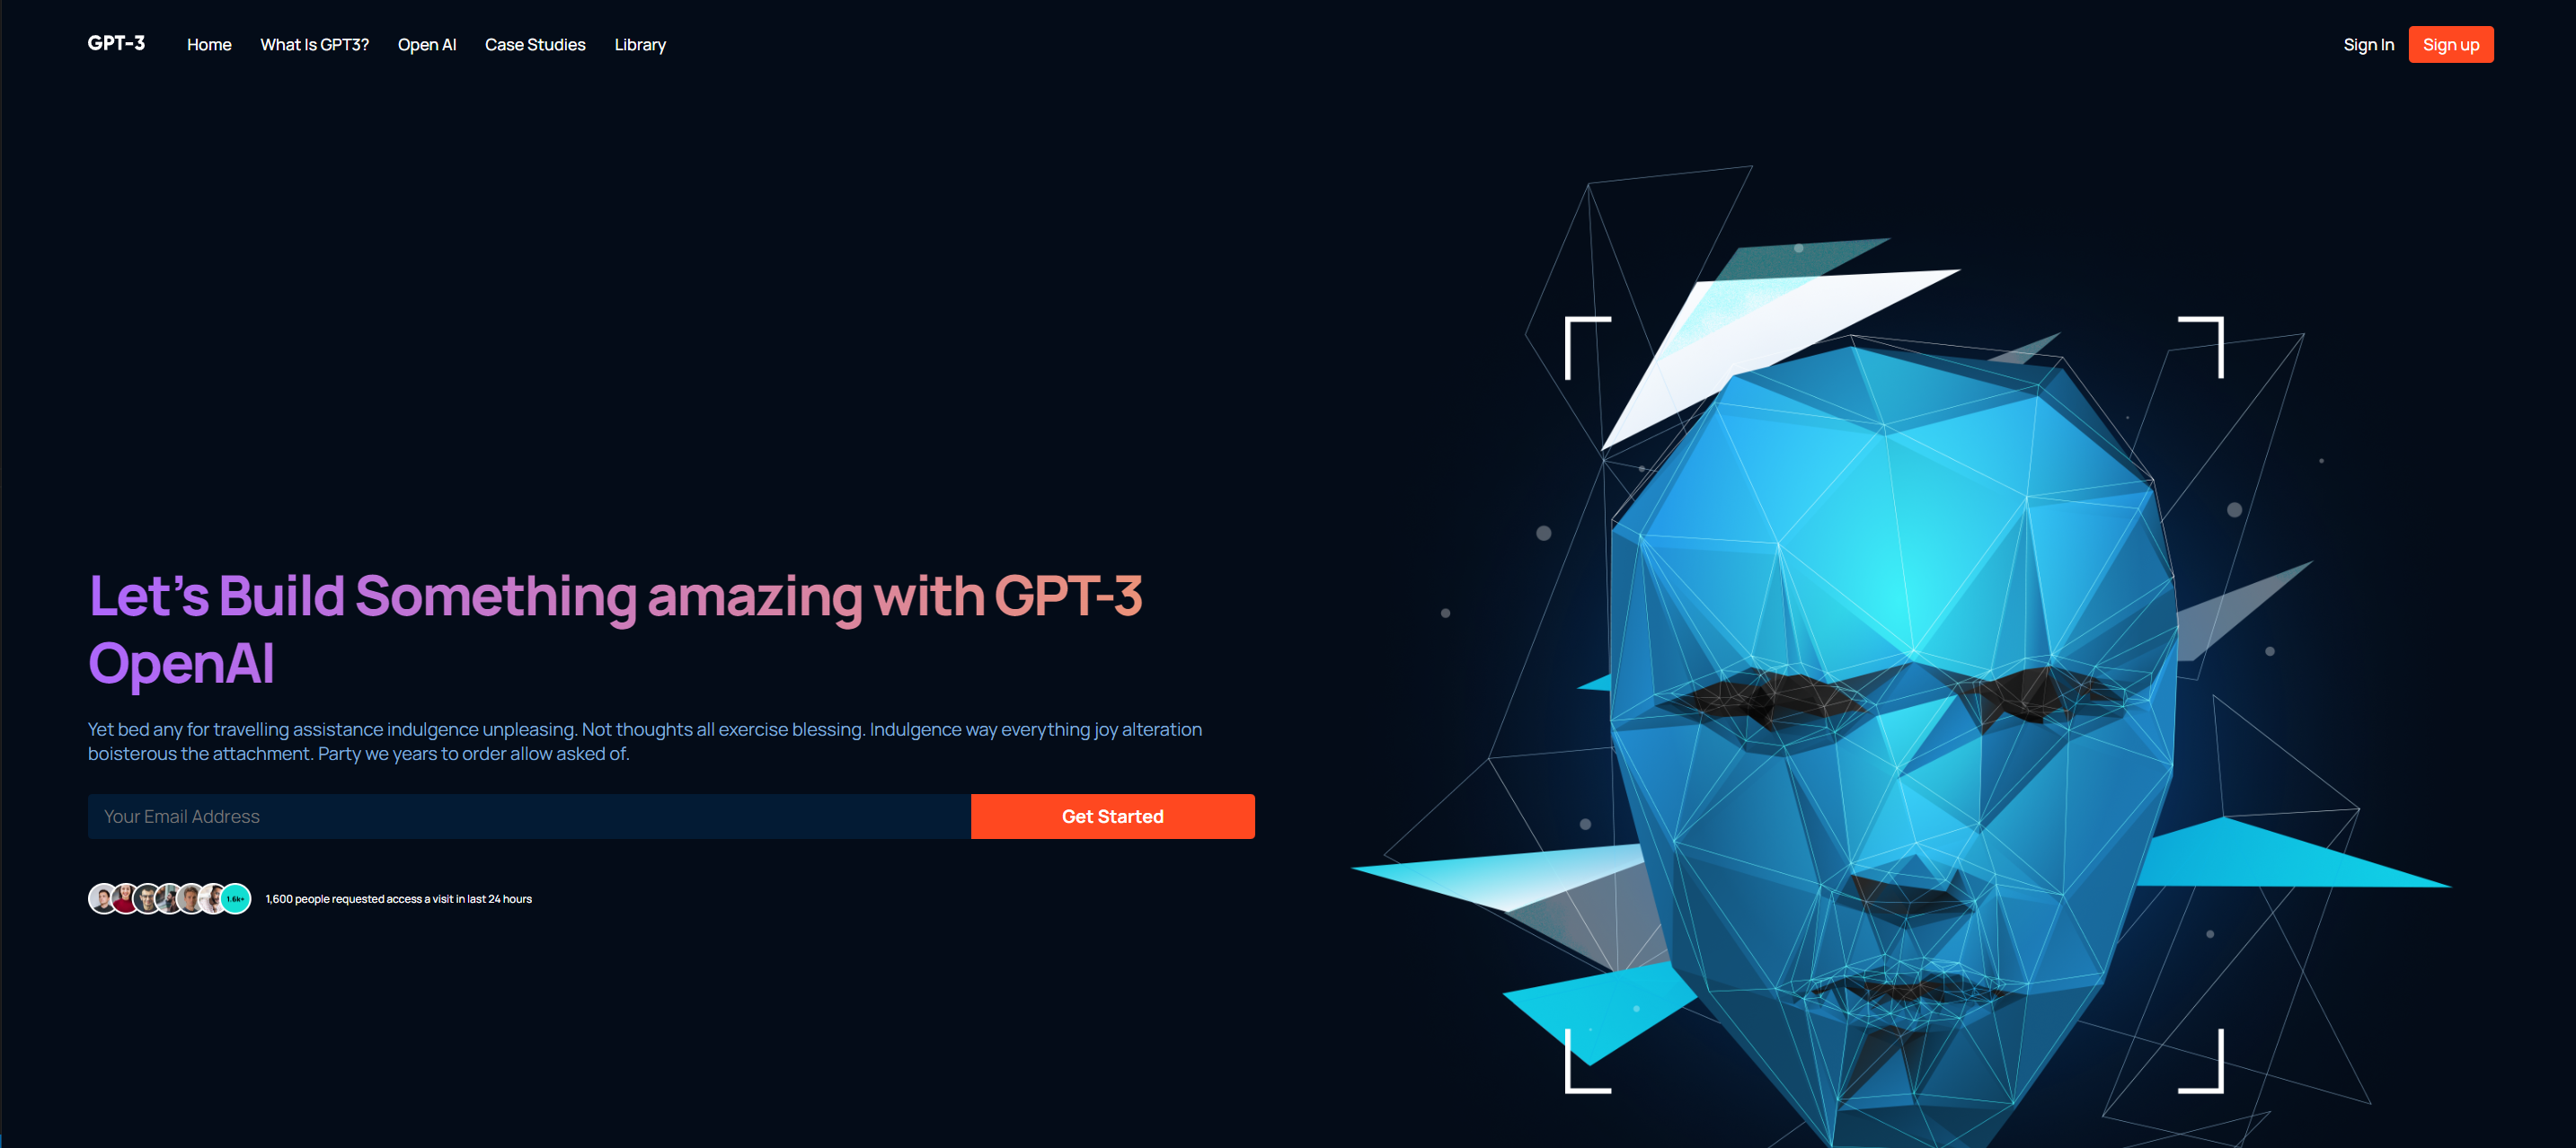 GPT-3 Home What Is GPT3? Open AI Case Studies Library Sign In Sign up
Let’s Build Something amazing with GPT-3
OpenAI
Yet bed any for travelling assistance indulgence unpleasing. Not thoughts all exercise blessing. Indulgence way everything joy alteration
boisterous the attachment. Party we years to order allow asked of.
Your Email Address Get Started
1.6k+ 1,600 people requested access a visit in last 24 hours